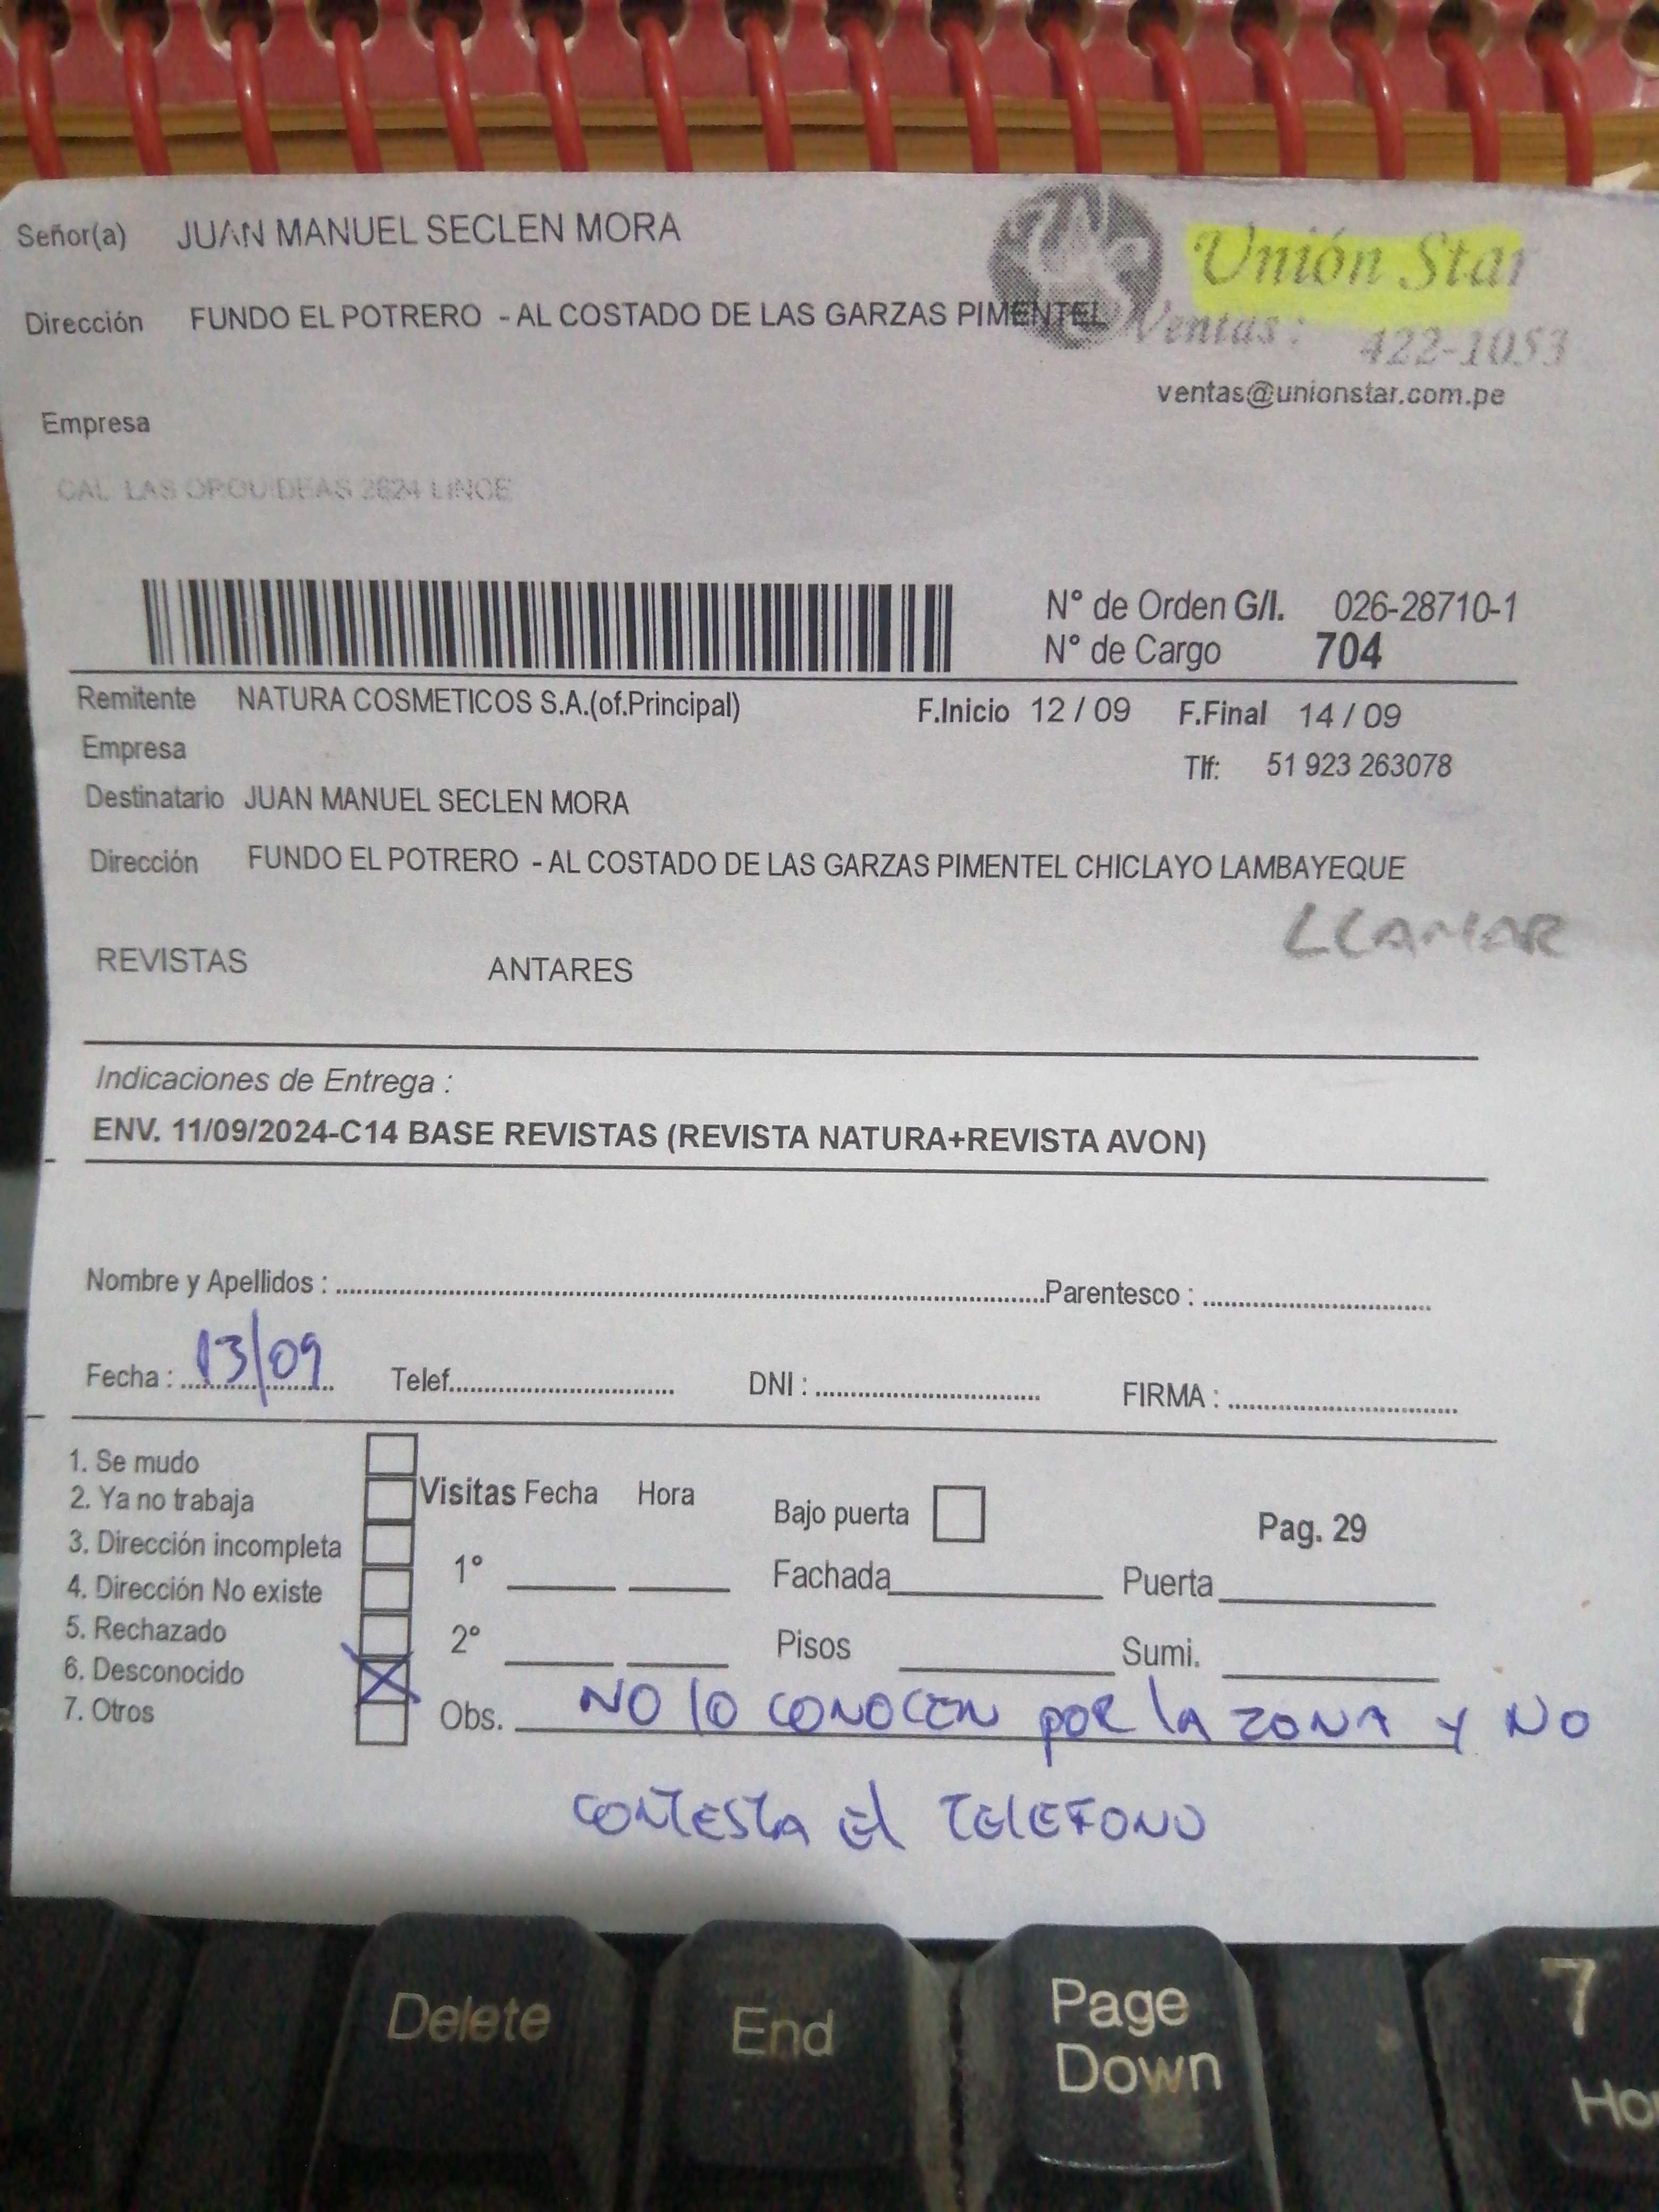 Señor(a) JUAN MANUEL SECLEN MORA
Unión Star
Dirección FUNDO EL POTRERO - AL COSTADO DE LAS GARZAS PIMENTEL
Ventas : 422-1053
ventas@unionstar.com.pe
Empresa
CAL. LAS ORQUIDEAS 2624 LINCE
N° de Orden G/I. 026-28710-1
N° de Cargo 704
Remitente NATURA COSMETICOS S.A.(of.Principal) F.Inicio 12 / 09 F.Final 14 / 09
Empresa
Tlf: 51 923 263078
Destinatario JUAN MANUEL SECLEN MORA
Dirección FUNDO EL POTRERO - AL COSTADO DE LAS GARZAS PIMENTEL CHICLAYO LAMBAYEQUE
LLAMAR
REVISTAS ANTARES
Indicaciones de Entrega :
ENV. 11/09/2024-C14 BASE REVISTAS (REVISTA NATURA+REVISTA AVON)
Nombre y Apellidos : Parentesco :
Fecha : 13/09 Telef. DNI : FIRMA :
1. Se mudo
2. Ya no trabaja
3. Dirección incompleta
4. Dirección No existe
5. Rechazado
6. Desconocido
7. Otros
Visitas Fecha Hora
1°
2°
Bajo puerta
Pag. 29
Fachada Puerta
Pisos Sumi.
Obs. NO lO CONOCEN POR lA ZONA Y NO
CONTESTA El TElEFONO
Delete
End
Page
Down
7
Ho